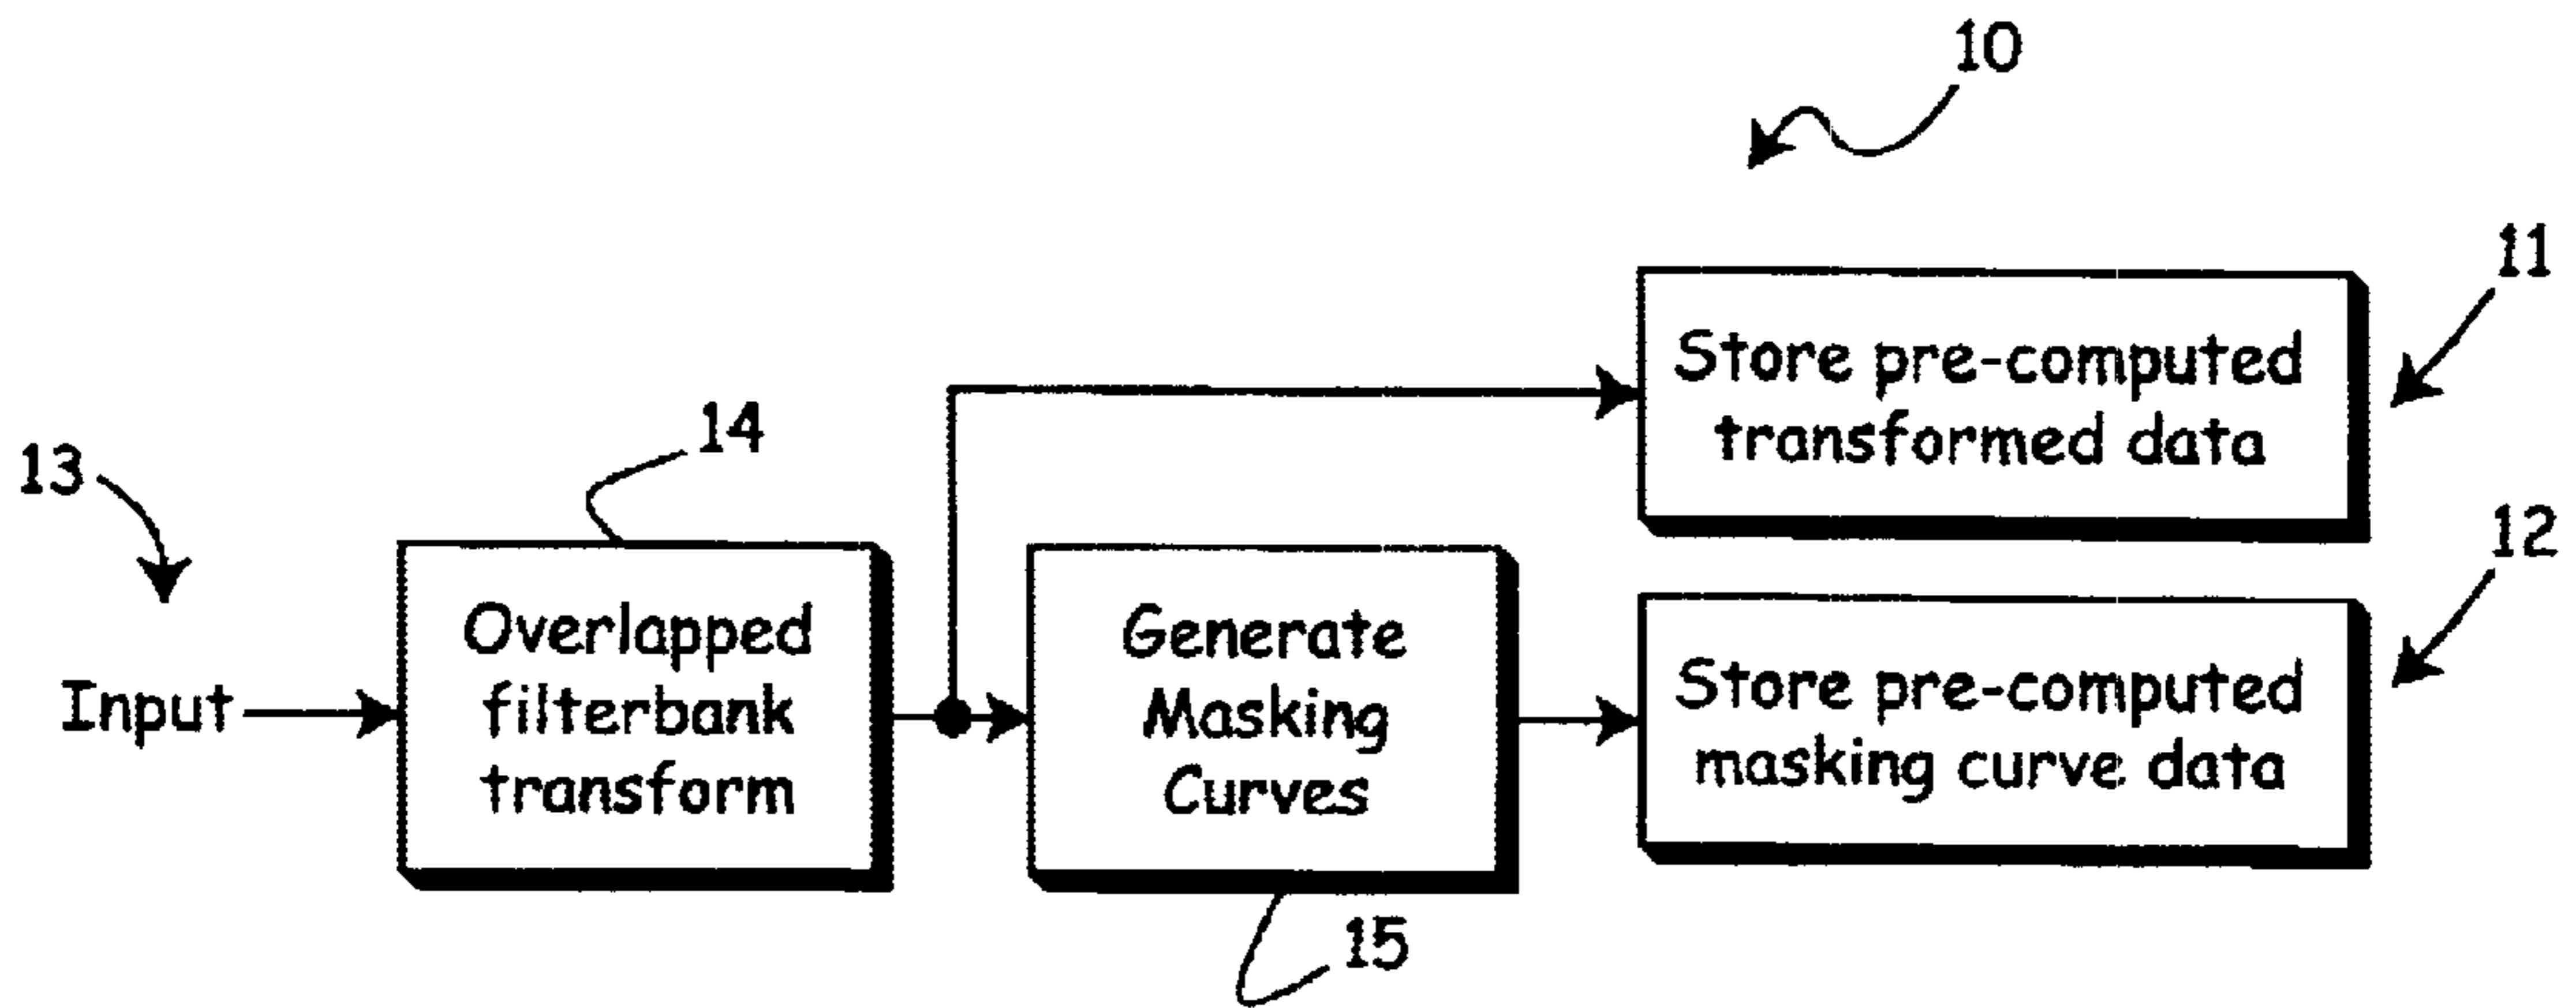 10
11
Store pre-computed
transformed data
14
13
12
Overlapped
filterbank
transform
Generate
Masking
Curves
Store pre-computed
masking curve data
Input
15